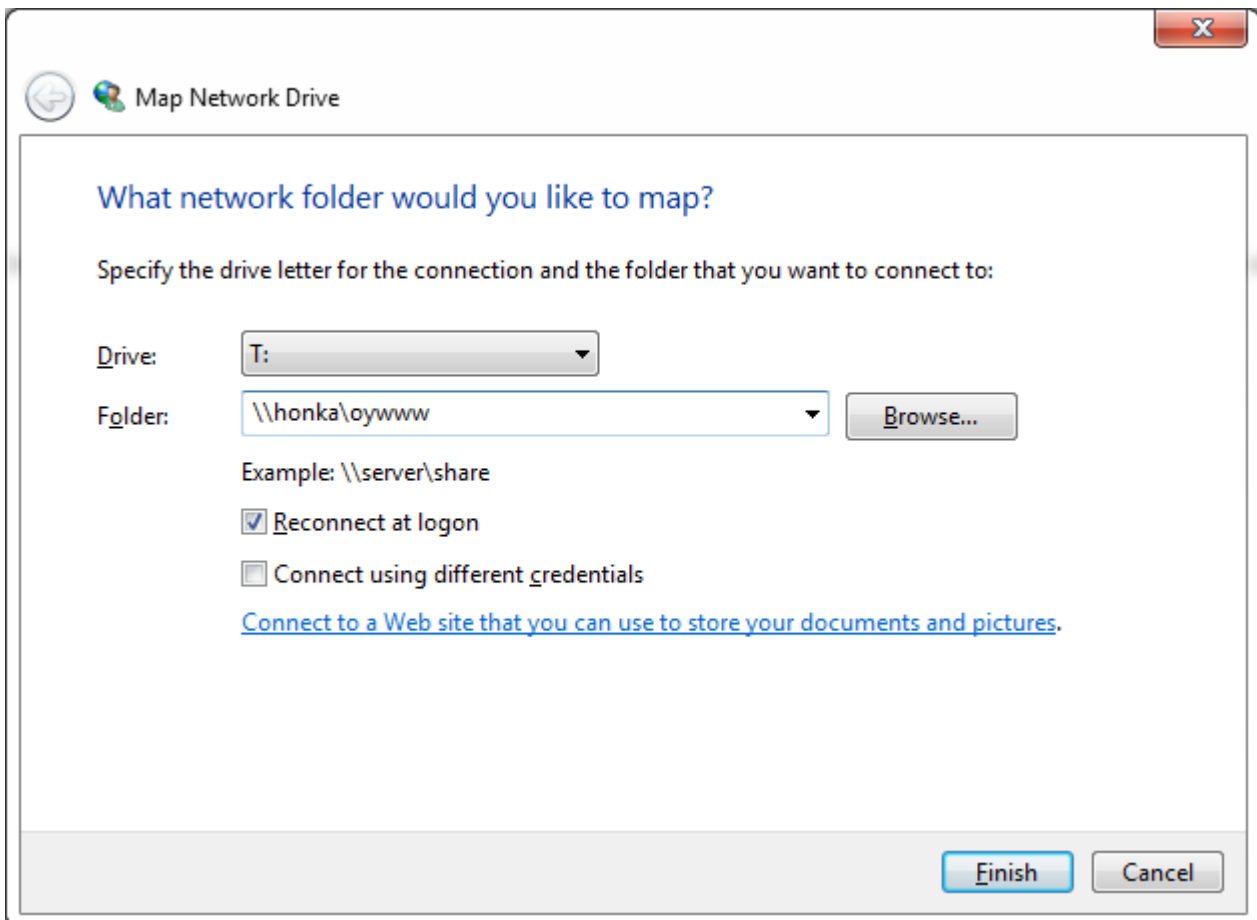 Map Network Drive
What network folder would you like to map?
Specify the drive letter for the connection and the folder that you want to connect to:
Drive: T:
Folder: \\honka\oywww Browse...
Example: \\server\share
Reconnect at logon
Connect using different credentials
Connect to a Web site that you can use to store your documents and pictures.
Finish Cancel